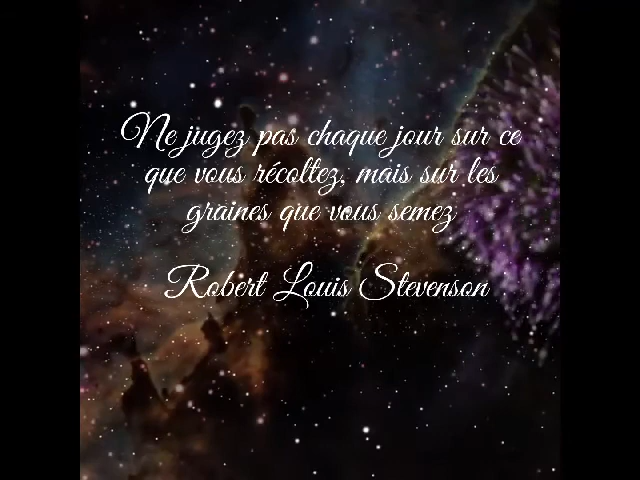 Ne jugez pas chaque jour sur ce
que vous récoltez, mais sur les
graines que vous semez
Robert Louis Stevenson